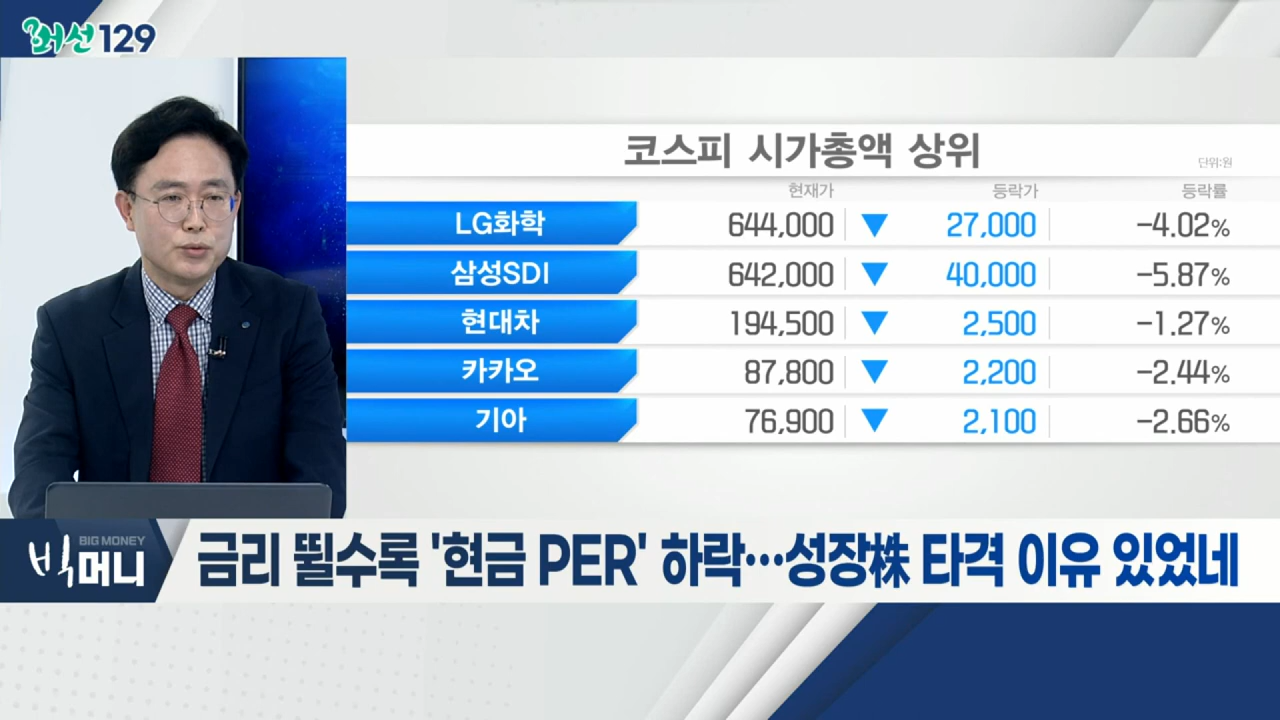 머선129
코스피 시가총액 상위
단위:원
현재가 등락가 등락률
LG화학 644,000 ▼ 27,000 -4.02%
삼성SDI 642,000 ▼ 40,000 -5.87%
현대차 194,500 ▼ 2,500 -1.27%
카카오 87,800 ▼ 2,200 -2.44%
기아 76,900 ▼ 2,100 -2.66%
BIG MONEY
빅머니
금리 뛸수록 '현금 PER' 하락…성장株 타격 이유 있었네